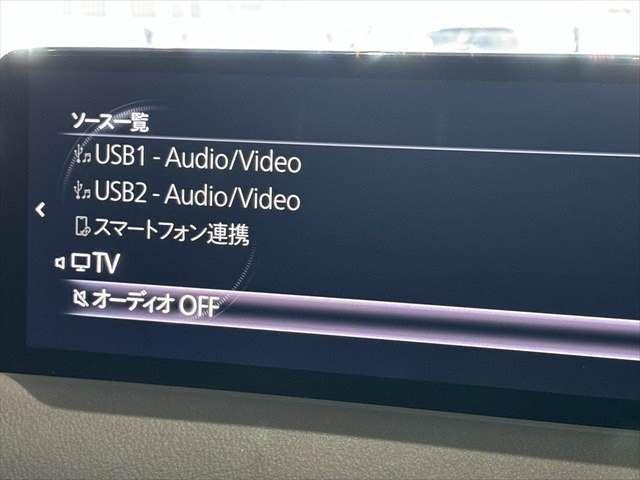 ソース一覧
USB1 - Audio/Video
USB2 - Audio/Video
スマートフォン連携
TV
オーディオ OFF